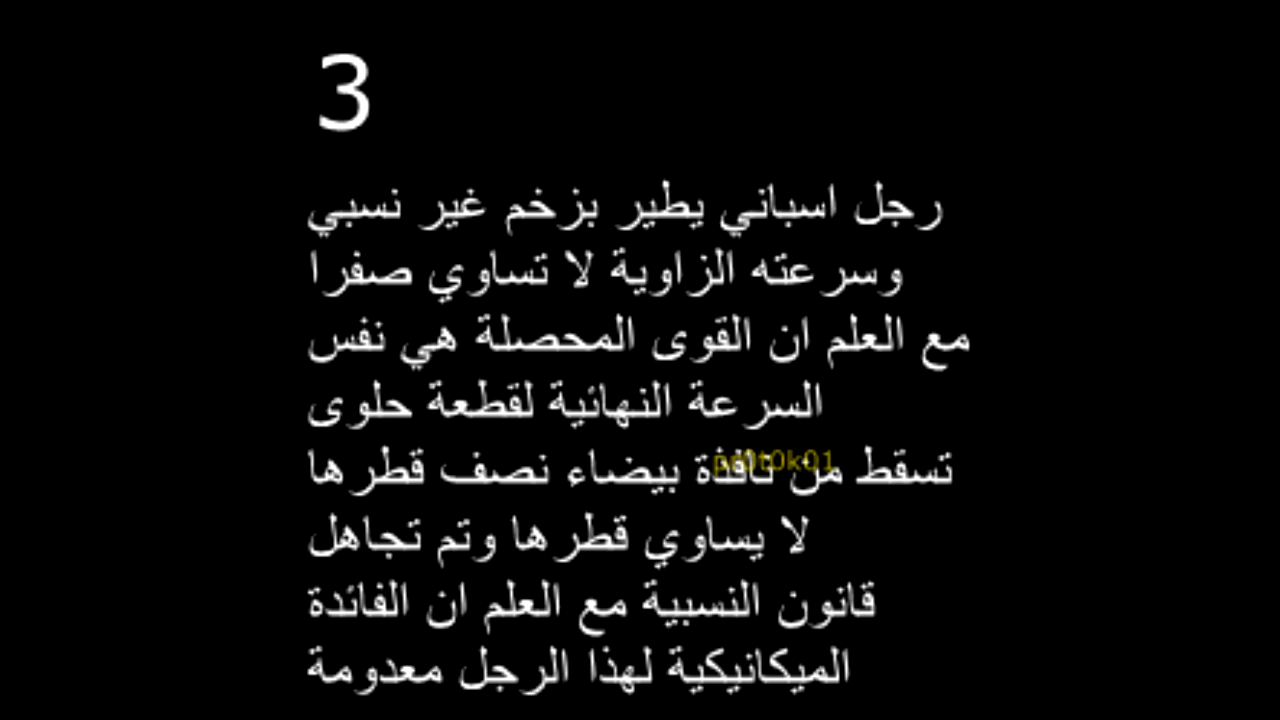 3
رجل اسباني يطير بزخم غير نسبي
وسرعته الزاوية لا تساوي صفرا
مع العلم ان القوى المحصلة هي نفس
السرعة النهائية لقطعة حلوى
تسقط من نافذة بيضاء نصف قطرها
لا يساوي قطرها وتم تجاهل
قانون النسبية مع العلم ان الفائدة
الميكانيكية لهذا الرجل معدومة